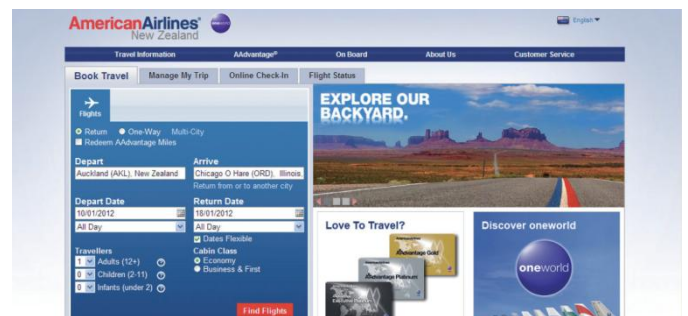 AmericanAirlines®
New Zealand
oneworld
English
Travel Information
AAdvantage®
On Board
About Us
Customer Service
Book Travel
Manage My Trip
Online Check-In
Flight Status
Flights
Return
One-Way
Multi-City
Redeem AAdvantage Miles
Depart
Arrive
Auckland (AKL), New Zealand
Chicago O Hare (ORD), Illinois,
Return from or to another city
Depart Date
Return Date
10/01/2012
18/01/2012
All Day
All Day
Dates Flexible
Travellers
Cabin Class
1 Adults (12+)
Economy
0 Children (2-11)
Business & First
0 Infants (under 2)
Find Flights
EXPLORE OUR
BACKYARD.
Love To Travel?
AAdvantage Gold
AAdvantage Platinum
Discover oneworld
oneworld